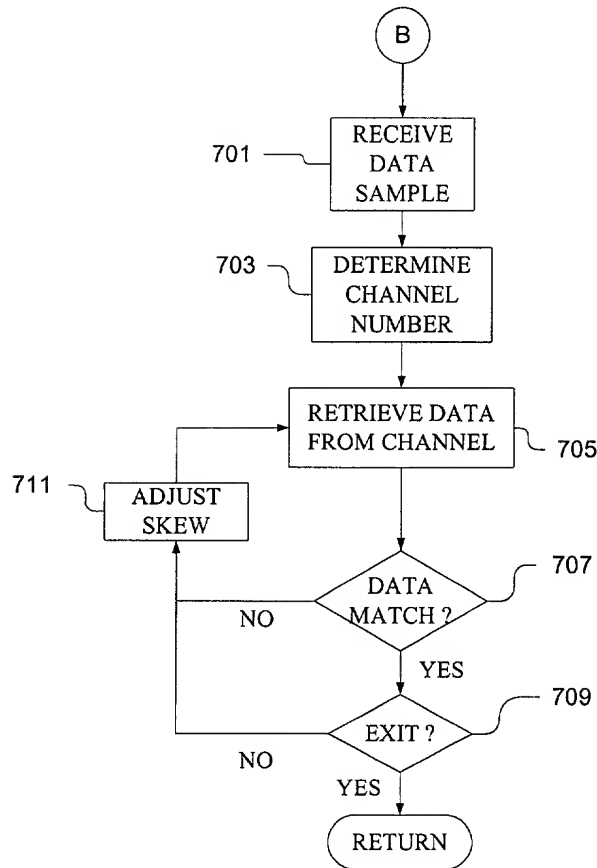 B
RECEIVE
DATA
SAMPLE
701
DETERMINE
CHANNEL
NUMBER
703
RETRIEVE DATA
FROM CHANNEL
705
711
ADJUST
SKEW
DATA
MATCH ?
707
NO
YES
709
EXIT ?
NO
YES
RETURN